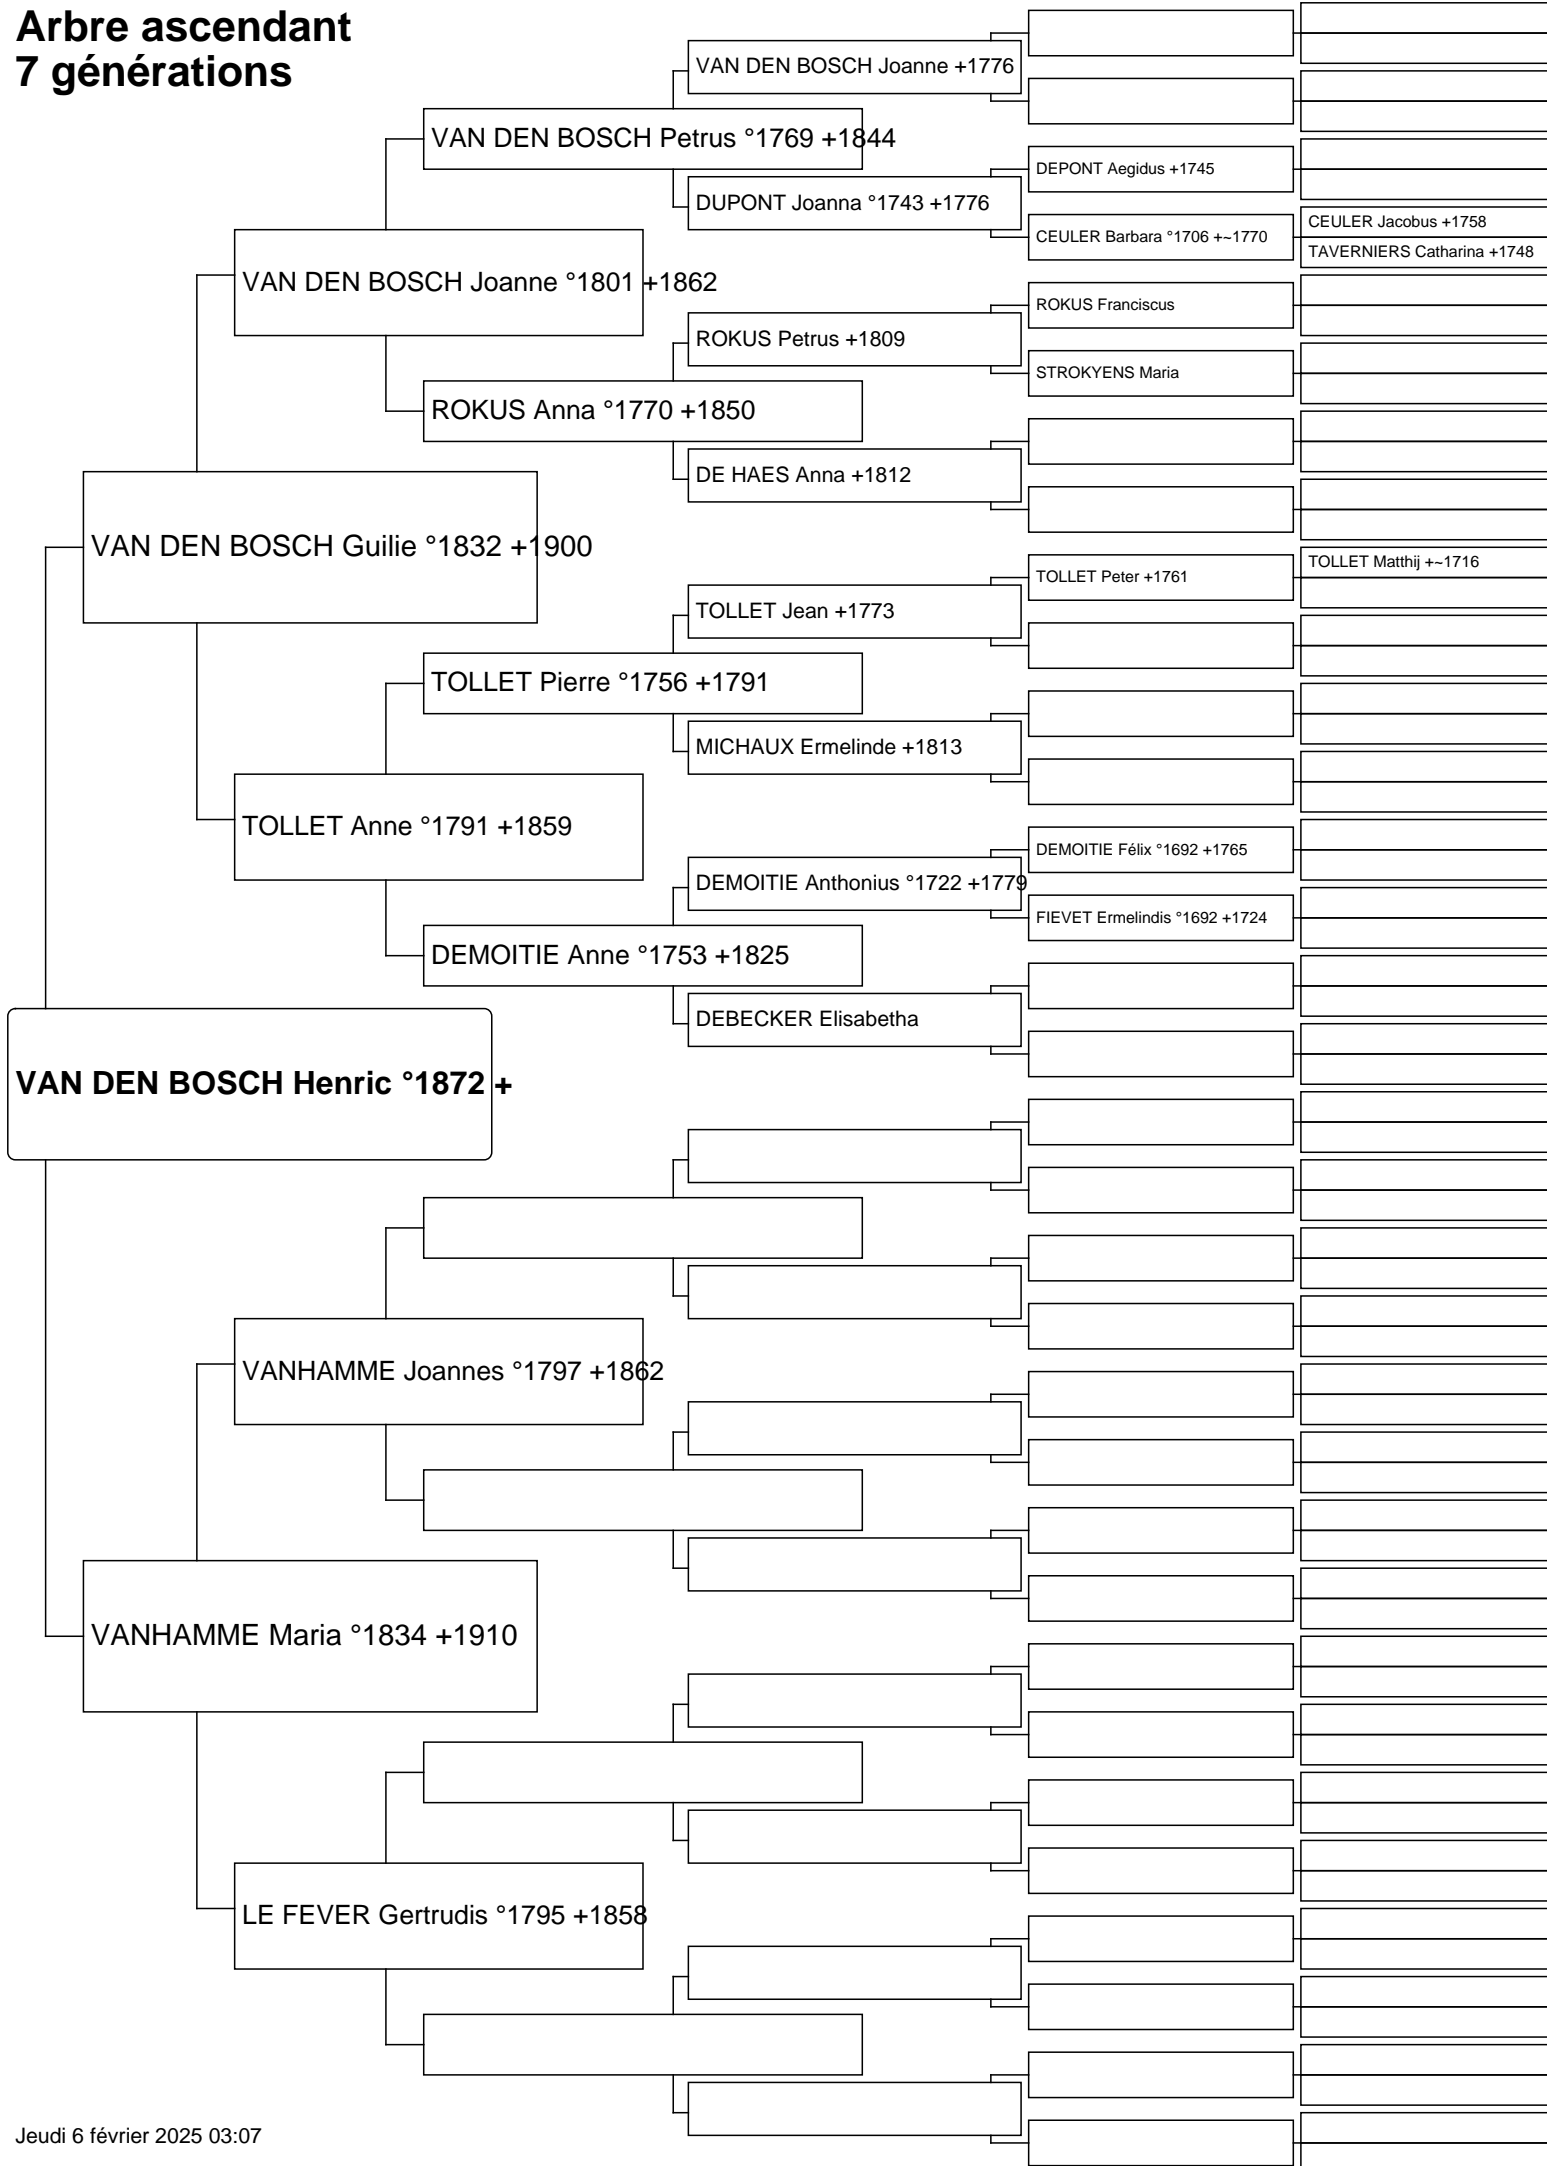 Arbre ascendant
7 générations
VAN DEN BOSCH Joanne +1776
VAN DEN BOSCH Petrus °1769 +1844
DEPONT Aegidus +1745
DUPONT Joanna °1743 +1776
CEULER Jacobus +1758
CEULER Barbara °1706 +~1770
TAVERNIERS Catharina +1748
VAN DEN BOSCH Joanne °1801 +1862
ROKUS Franciscus
ROKUS Petrus +1809
STROKYENS Maria
ROKUS Anna °1770 +1850
DE HAES Anna +1812
VAN DEN BOSCH Guilie °1832 +1900
TOLLET Matthij +~1716
TOLLET Peter +1761
TOLLET Jean +1773
TOLLET Pierre °1756 +1791
MICHAUX Ermelinde +1813
TOLLET Anne °1791 +1859
DEMOITIE Félix °1692 +1765
DEMOITIE Anthonius °1722 +1779
FIEVET Ermelindis °1692 +1724
DEMOITIE Anne °1753 +1825
DEBECKER Elisabetha
VAN DEN BOSCH Henric °1872 +
VANHAMME Joannes °1797 +1862
VANHAMME Maria °1834 +1910
LE FEVER Gertrudis °1795 +1858
Jeudi 6 février 2025 03:07